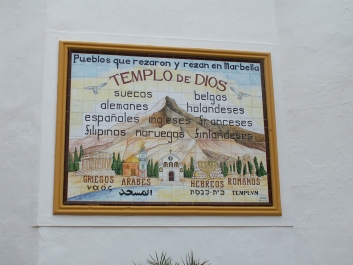 Pueblos que rezaron y rezan en Marbella
TEMPLO DE DIOS
suecos belgas
alemanes holandeses
españoles ingleses franceses
filipinos noruegos finlandeses
GRIEGOS ARABES HEBREOS ROMANOS
ναός المسجد בית-כנסת TEMPLVM